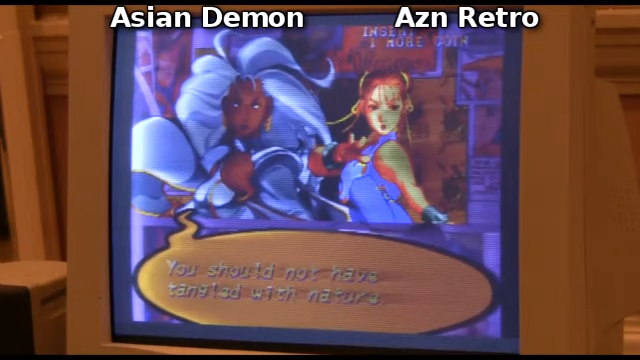 Asian Demon
Azn Retro
INSERT
1 MORE COIN
You should not have
tangled with nature.